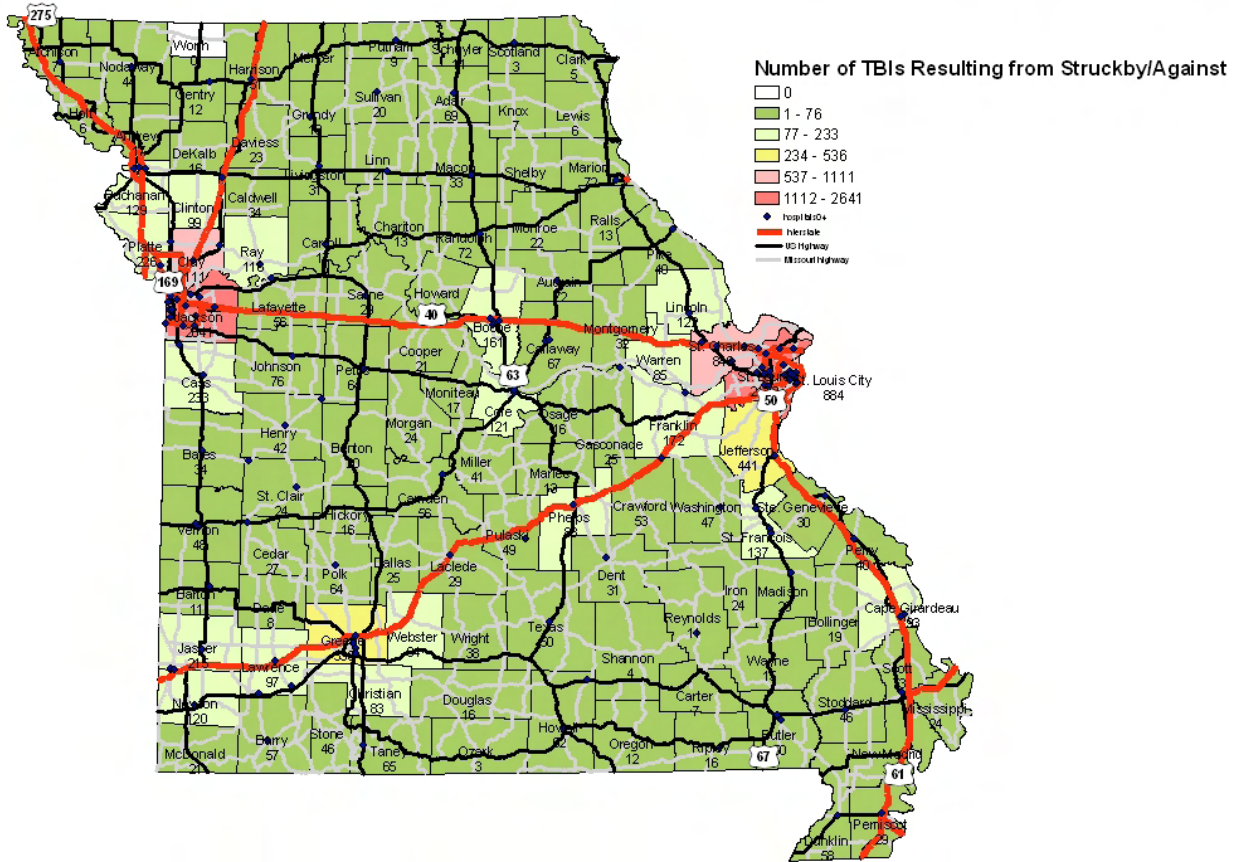 275
Number of TBIs Resulting from Struckby/Against
0
1 - 76
77 - 233
234 - 536
537 - 1111
1112 - 2641
hospitals
Interstate
US Highway
Missouri highway
Worth
Nodaway
Harrison
Mercer
Putnam
9
Schuyler
Scotland
3
Clark
5
Gentry
12
Sullivan
20
Adair
69
Knox
7
Lewis
6
Holt
6
Grundy
DeKalb
16
Daviess
23
Linn
21
Livingston
31
Macon
33
Shelby
Marion
72
Buchanan
129
Clinton
99
Caldwell
34
Chariton
13
Randolph
72
Monroe
22
Ralls
13
Platte
Clay
Ray
Carroll
Pike
169
Jackson
Lafayette
56
Saline
Howard
40
Boone
161
Audrain
Montgomery
32
Lincoln
Callaway
67
Warren
85
St. Charles
St. Louis City
884
Cass
233
Johnson
76
Pettis
Cooper
21
Moniteau
17
63
Cole
121
Osage
16
Gasconade
25
Franklin
172
50
Jefferson
441
Henry
42
Benton
Morgan
24
Miller
41
Maries
13
Bates
34
St. Clair
24
Hickory
16
Camden
56
Phelps
Crawford
53
Washington
47
Ste. Genevieve
30
St. Francois
137
Vernon
48
Cedar
27
Polk
64
Dallas
25
Laclede
29
Pulaski
49
Dent
31
Iron
24
Madison
Perry
40
Barton
11
Dade
8
Greene
Webster
Wright
38
Texas
50
Reynolds
Bollinger
19
Cape Girardeau
Jasper
215
Lawrence
97
Christian
83
Douglas
16
Shannon
4
Wayne
Scott
Newton
120
Stone
46
Howell
Carter
7
Stoddard
46
Mississippi
24
McDonald
Barry
57
Taney
65
Ozark
3
Oregon
12
Ripley
16
Butler
67
New Madrid
61
Pemiscot
29
Dunklin
58